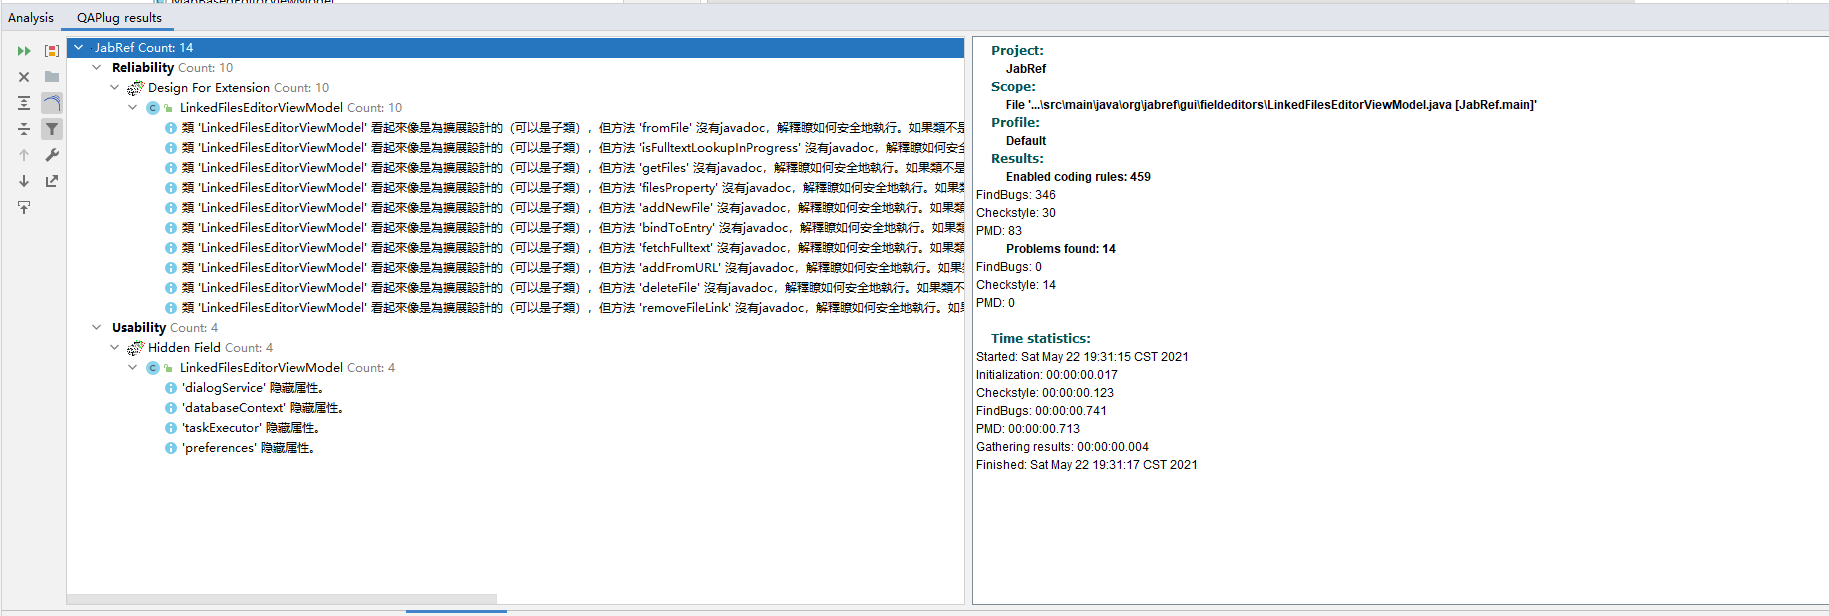 Analysis
QAPlug results
JabRef Count: 14
Reliability Count: 10
Design For Extension Count: 10
LinkedFilesEditorViewModel Count: 10
類 'LinkedFilesEditorViewModel' 看起來像是為擴展設計的（可以是子類），但方法 'fromFile' 沒有javadoc，解釋瞭如何安全地執行。如果類不是
類 'LinkedFilesEditorViewModel' 看起來像是為擴展設計的（可以是子類），但方法 'isFulltextLookupInProgress' 沒有javadoc，解釋瞭如何安全
類 'LinkedFilesEditorViewModel' 看起來像是為擴展設計的（可以是子類），但方法 'getFiles' 沒有javadoc，解釋瞭如何安全地執行。如果類不是
類 'LinkedFilesEditorViewModel' 看起來像是為擴展設計的（可以是子類），但方法 'filesProperty' 沒有javadoc，解釋瞭如何安全地執行。如果類
類 'LinkedFilesEditorViewModel' 看起來像是為擴展設計的（可以是子類），但方法 'addNewFile' 沒有javadoc，解釋瞭如何安全地執行。如果類
類 'LinkedFilesEditorViewModel' 看起來像是為擴展設計的（可以是子類），但方法 'bindToEntry' 沒有javadoc，解釋瞭如何安全地執行。如果類
類 'LinkedFilesEditorViewModel' 看起來像是為擴展設計的（可以是子類），但方法 'fetchFulltext' 沒有javadoc，解釋瞭如何安全地執行。如果類
類 'LinkedFilesEditorViewModel' 看起來像是為擴展設計的（可以是子類），但方法 'addFromURL' 沒有javadoc，解釋瞭如何安全地執行。如果
類 'LinkedFilesEditorViewModel' 看起來像是為擴展設計的（可以是子類），但方法 'deleteFile' 沒有javadoc，解釋瞭如何安全地執行。如果類不
類 'LinkedFilesEditorViewModel' 看起來像是為擴展設計的（可以是子類），但方法 'removeFileLink' 沒有javadoc，解釋瞭如何安全地執行。如
Usability Count: 4
Hidden Field Count: 4
LinkedFilesEditorViewModel Count: 4
'dialogService' 隐藏属性。
'databaseContext' 隐藏属性。
'taskExecutor' 隐藏属性。
'preferences' 隐藏属性。
Project:
JabRef
Scope:
File '...\src\main\java\org\jabref\gui\fieldeditors\LinkedFilesEditorViewModel.java [JabRef.main]'
Profile:
Default
Results:
Enabled coding rules: 459
FindBugs: 346
Checkstyle: 30
PMD: 83
Problems found: 14
FindBugs: 0
Checkstyle: 14
PMD: 0
Time statistics:
Started: Sat May 22 19:31:15 CST 2021
Initialization: 00:00:00.017
Checkstyle: 00:00:00.123
FindBugs: 00:00:00.741
PMD: 00:00:00.713
Gathering results: 00:00:00.004
Finished: Sat May 22 19:31:17 CST 2021